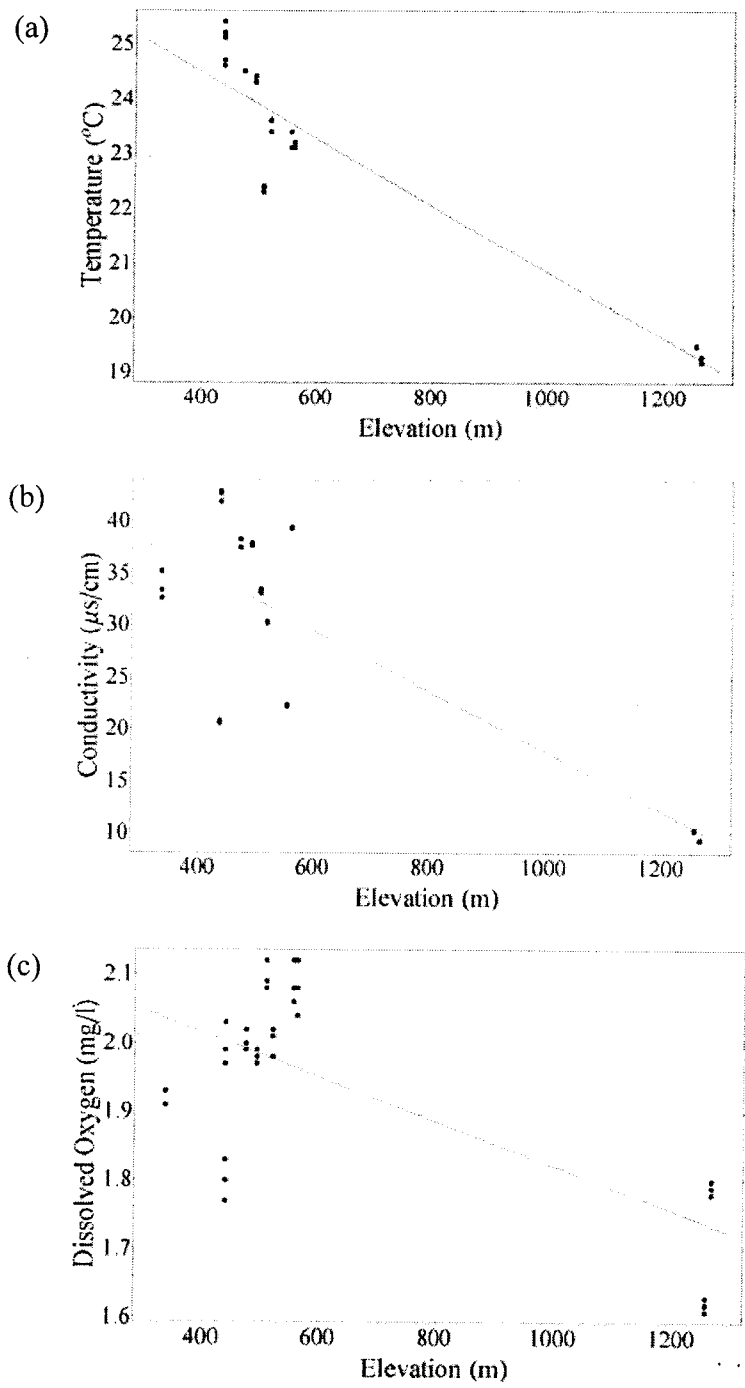 (a)
Temperature (°C)
25
24
23
22
21
20
19
400 600 800 1000 1200
Elevation (m)
(b)
Conductivity (µs/cm)
40
35
30
25
20
15
10
400 600 800 1000 1200
Elevation (m)
(c)
Dissolved Oxygen (mg/l)
2.1
2.0
1.9
1.8
1.7
1.6
400 600 800 1000 1200
Elevation (m)